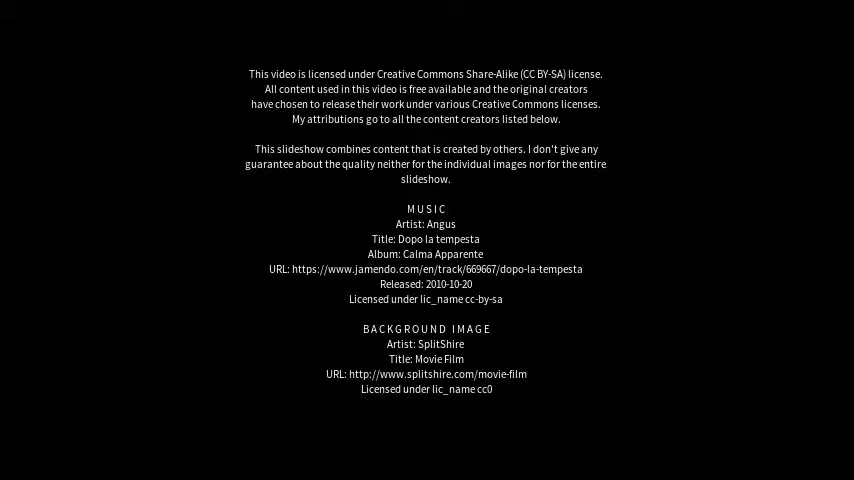 This video is licensed under Creative Commons Share-Alike (CC BY-SA) license.
All content used in this video is free available and the original creators
have chosen to release their work under various Creative Commons licenses.
My attributions go to all the content creators listed below.
This slideshow combines content that is created by others. I don't give any
guarantee about the quality neither for the individual images nor for the entire
slideshow.
MUSIC
Artist: Angus
Title: Dopo la tempesta
Album: Calma Apparente
URL: https://www.jamendo.com/en/track/669667/dopo-la-tempesta
Released: 2010-10-20
Licensed under lic_name cc-by-sa
BACKGROUND IMAGE
Artist: SplitShire
Title: Movie Film
URL: http://www.splitshire.com/movie-film
Licensed under lic_name cc0